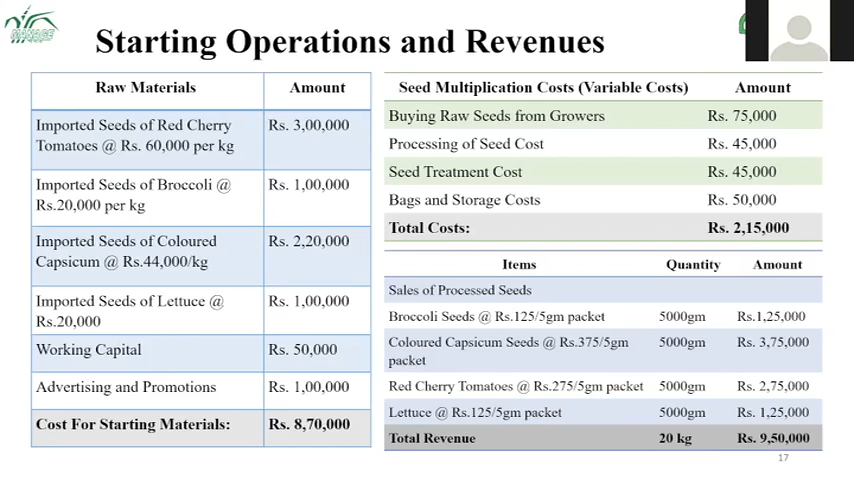 MANAGE
Starting Operations and Revenues
Raw Materials Amount
Imported Seeds of Red Cherry Rs. 3,00,000
Tomatoes @ Rs. 60,000 per kg
Imported Seeds of Broccoli @ Rs. 1,00,000
Rs.20,000 per kg
Imported Seeds of Coloured Rs. 2,20,000
Capsicum @ Rs.44,000/kg
Imported Seeds of Lettuce @ Rs. 1,00,000
Rs.20,000
Working Capital Rs. 50,000
Advertising and Promotions Rs. 1,00,000
Cost For Starting Materials: Rs. 8,70,000
Seed Multiplication Costs (Variable Costs) Amount
Buying Raw Seeds from Growers Rs. 75,000
Processing of Seed Cost Rs. 45,000
Seed Treatment Cost Rs. 45,000
Bags and Storage Costs Rs. 50,000
Total Costs: Rs. 2,15,000
Items Quantity Amount
Sales of Processed Seeds
Broccoli Seeds @ Rs.125/5gm packet 5000gm Rs.1,25,000
Coloured Capsicum Seeds @ Rs.375/5gm 5000gm Rs. 3,75,000
packet
Red Cherry Tomatoes @ Rs.275/5gm packet 5000gm Rs. 2,75,000
Lettuce @ Rs.125/5gm packet 5000gm Rs. 1,25,000
Total Revenue 20 kg Rs. 9,50,000
17